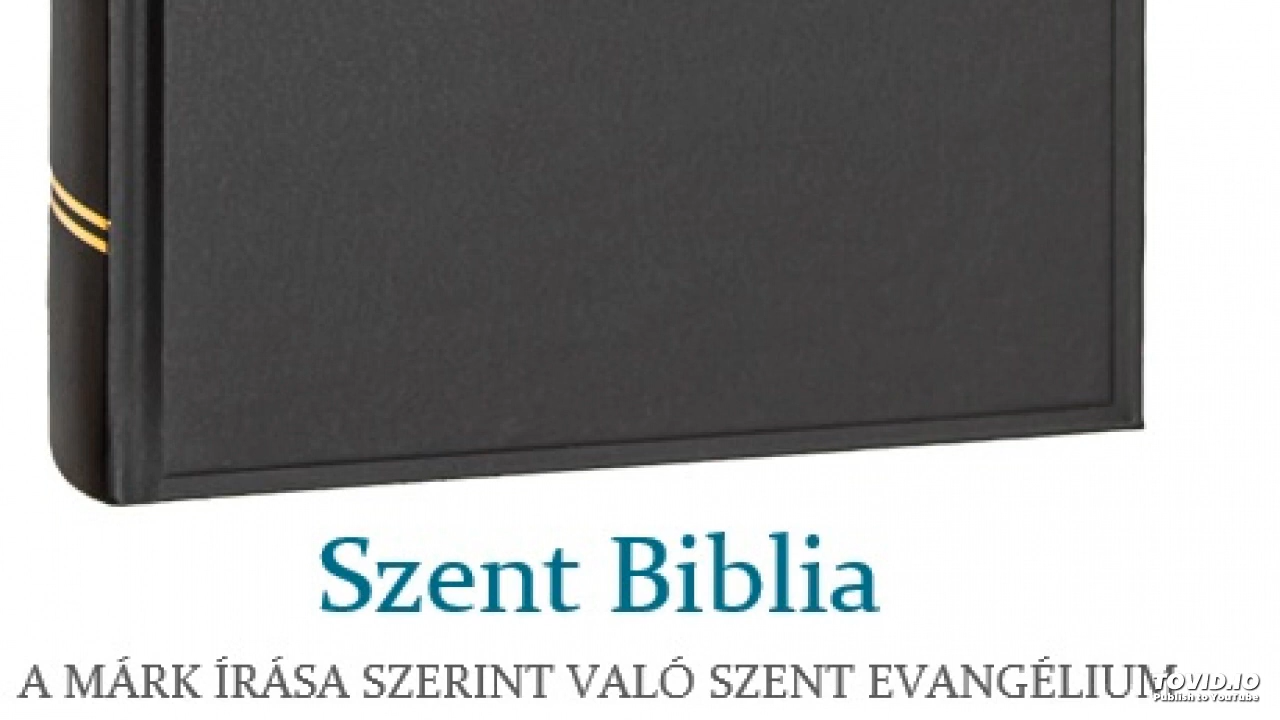 Szent Biblia
A MÁRK ÍRÁSA SZERINT VALÓ SZENT EVANGÉLIUM
TOVID.IO
Publish to YouTube